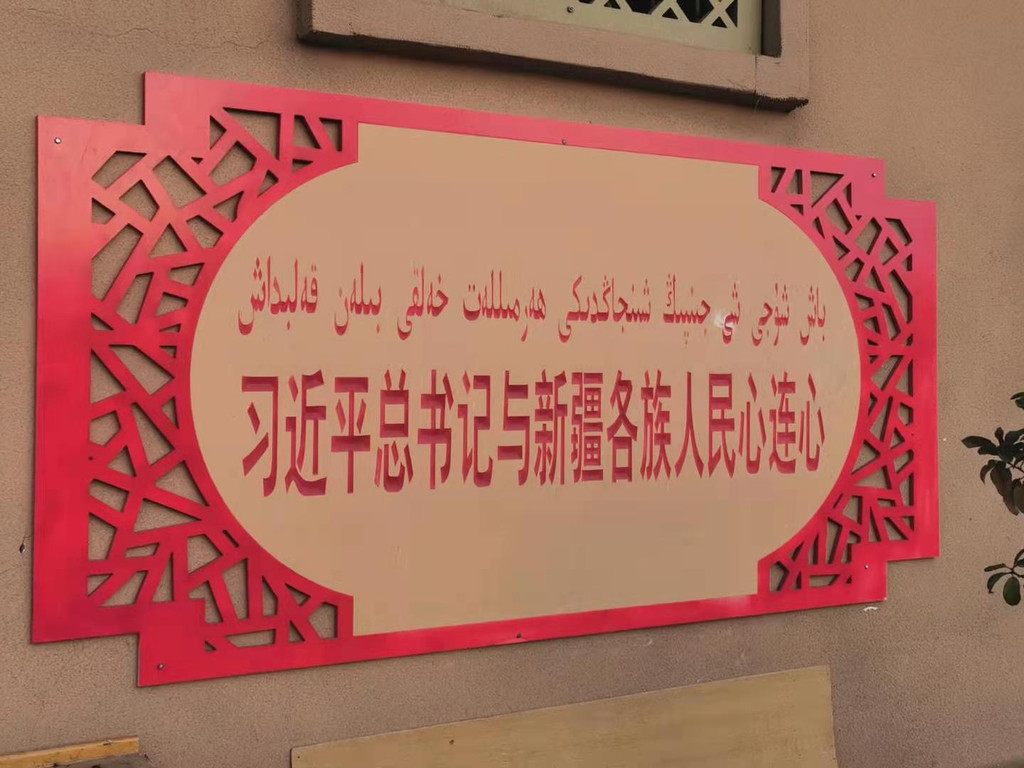 باش شۇجى شى جىنپىڭ شىنجاڭدىكى ھەرمىللەت خەلقى بىلەن قەلبداش
习近平总书记与新疆各族人民心连心